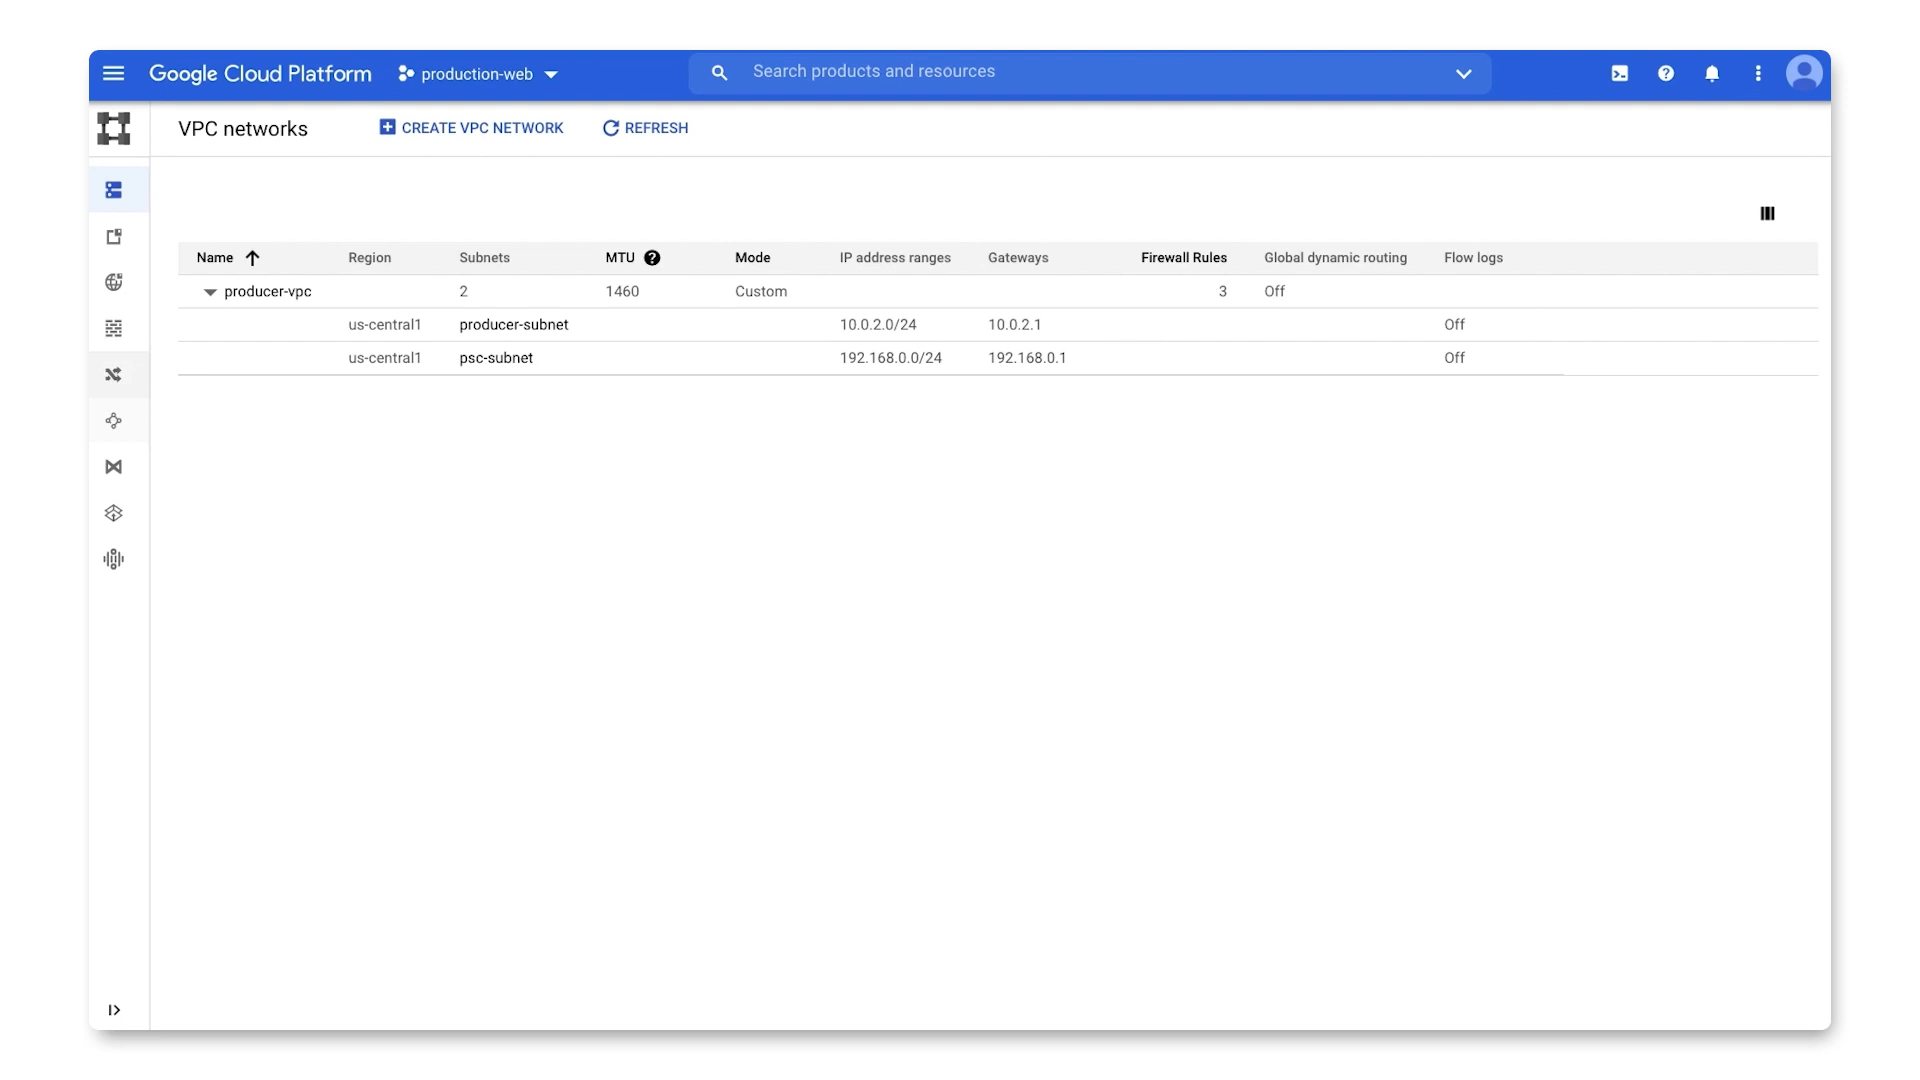 Google Cloud Platform production-web Search products and resources
VPC networks CREATE VPC NETWORK REFRESH
Name Region Subnets MTU Mode IP address ranges Gateways Firewall Rules Global dynamic routing Flow logs
producer-vpc 2 1460 Custom 3 Off
us-central1 producer-subnet 10.0.2.0/24 10.0.2.1 Off
us-central1 psc-subnet 192.168.0.0/24 192.168.0.1 Off